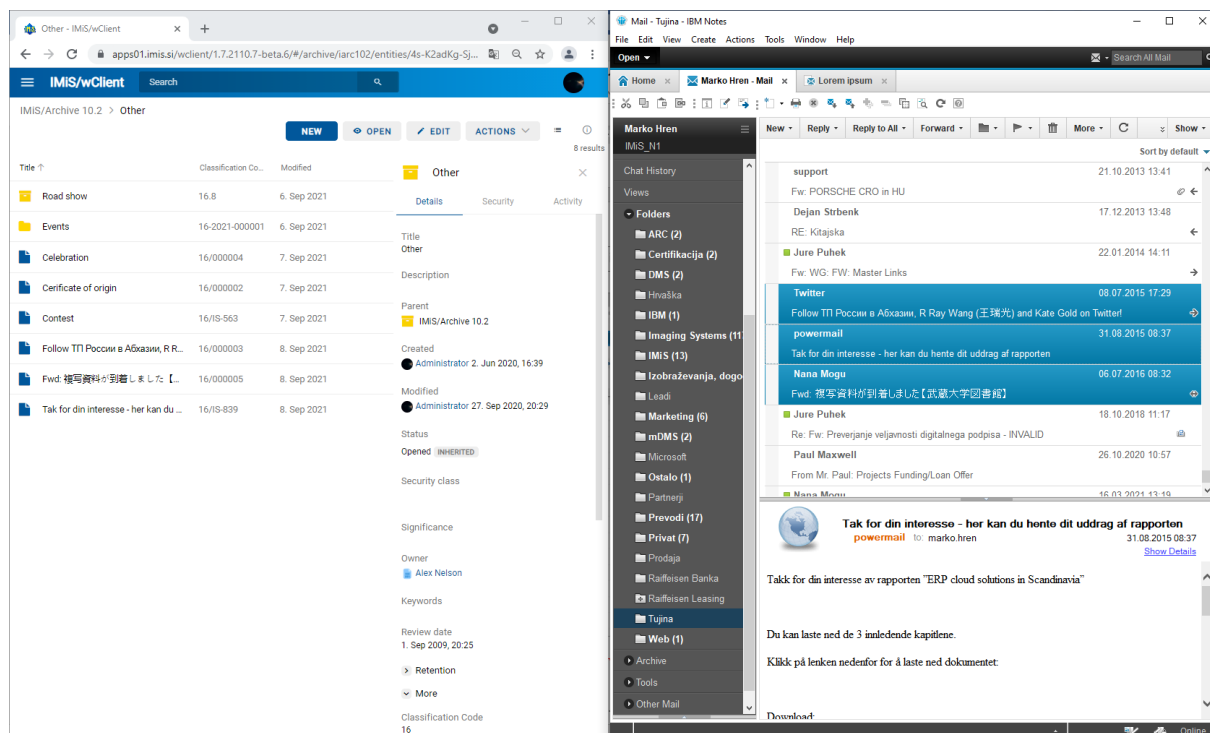 Other - IMiS/wClient
apps01.imis.si/wclient/1.7.2110.7-beta.6/#/archive/iarc102/entities/4s-K2adKg-Sj...
IMiS/wClient Search
IMiS/Archive 10.2 > Other
NEW OPEN EDIT ACTIONS
8 results
Title Classification Co... Modified
Road show 16.8 6. Sep 2021
Events 16-2021-000001 6. Sep 2021
Celebration 16/000004 7. Sep 2021
Cerificate of origin 16/000002 7. Sep 2021
Contest 16/IS-563 7. Sep 2021
Follow ТП России в Абхазии, R R... 16/000003 8. Sep 2021
Fwd: 複写資料が到着しました【... 16/000005 8. Sep 2021
Tak for din interesse - her kan du ... 16/IS-839 8. Sep 2021
Other
Details Security Activity
Title
Other
Description
Parent
IMiS/Archive 10.2
Created
Administrator 2. Jun 2020, 16:39
Modified
Administrator 27. Sep 2020, 20:29
Status
Opened INHERITED
Security class
Significance
Owner
Alex Nelson
Keywords
Review date
1. Sep 2009, 20:25
Retention
More
Classification Code
16
Mail - Tujina - IBM Notes
File Edit View Create Actions Tools Window Help
Open Search All Mail
Home Marko Hren - Mail Lorem ipsum
Marko Hren
IMiS_N1
New Reply Reply to All Forward More Show
Sort by default
Chat History
Views
Folders
ARC (2)
Certifikacija (2)
DMS (2)
Hrvaška
IBM (1)
Imaging Systems (11
IMiS (13)
Izobraževanja, dogo
Leadi
Marketing (6)
mDMS (2)
Microsoft
Ostalo (1)
Partnerji
Prevodi (17)
Privat (7)
Prodaja
Raiffeisen Banka
Raiffeisen Leasing
Tujina
Web (1)
Archive
Tools
Other Mail
support 21.10.2013 13:41
Fw: PORSCHE CRO in HU
Dejan Strbenk 17.12.2013 13:48
RE: Kitajska
Jure Puhek 22.01.2014 14:11
Fw: WG: FW: Master Links
Twitter 08.07.2015 17:29
Follow ТП России в Абхазии, R Ray Wang (王瑞光) and Kate Gold on Twitter!
powermail 31.08.2015 08:37
Tak for din interesse - her kan du hente dit uddrag af rapporten
Nana Mogu 06.07.2016 08:32
Fwd: 複写資料が到着しました【武蔵大学図書館】
Jure Puhek 18.10.2018 11:17
Re: Fw: Preverjanje veljavnosti digitalnega podpisa - INVALID
Paul Maxwell 26.10.2020 10:57
From Mr. Paul: Projects Funding/Loan Offer
Nana Mogu 16.03.2021 13:19
Tak for din interesse - her kan du hente dit uddrag af rapporten
powermail to: marko.hren 31.08.2015 08:37
Show Details
Takk for din interesse av rapporten "ERP cloud solutions in Scandinavia"
Du kan laste ned de 3 innledende kapitlene.
Klikk på lenken nedenfor for å laste ned dokumentet:
Download:
Online